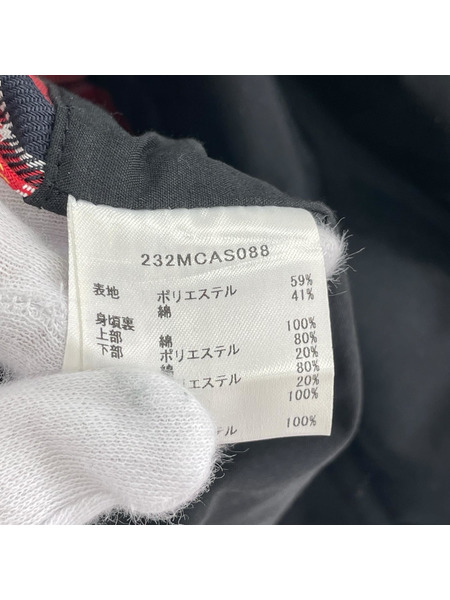 232MCAS088
表地 ポリエステル 59%
綿 41%
身頃裏
上部 綿 100%
下部 ポリエステル 80%
綿 20%
リエステル 80%
20%
100%
ステル 100%